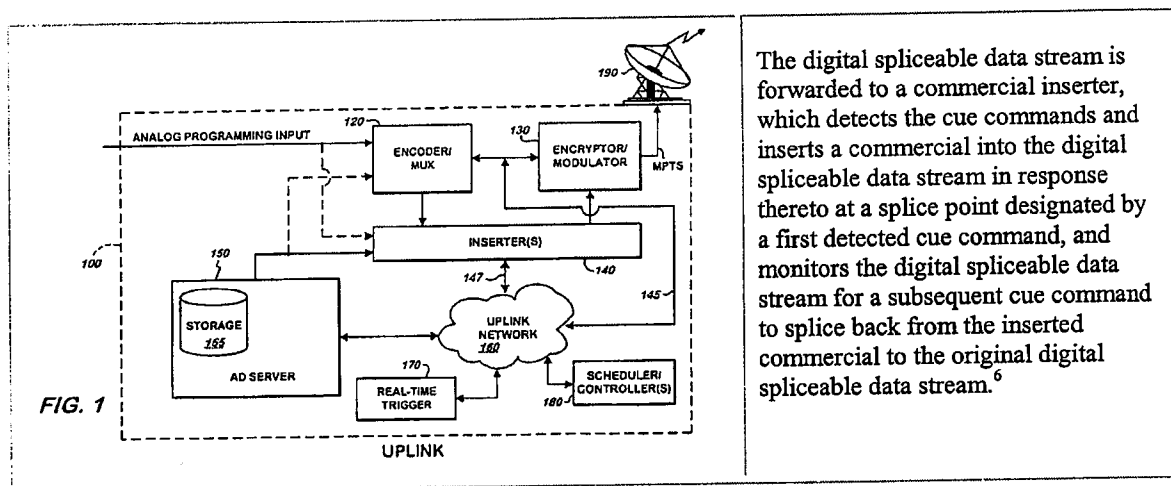 190
ANALOG PROGRAMMING INPUT
120
ENCODER/
MUX
130
ENCRYPTOR/
MODULATOR
MPTS
100
INSERTER(S)
140
150
STORAGE
155
AD SERVER
147
145
UPLINK
NETWORK
160
170
REAL-TIME
TRIGGER
SCHEDULER/
CONTROLLER(S)
180
FIG. 1
UPLINK
The digital spliceable data stream is
forwarded to a commercial inserter,
which detects the cue commands and
inserts a commercial into the digital
spliceable data stream in response
thereto at a splice point designated by
a first detected cue command, and
monitors the digital spliceable data
stream for a subsequent cue command
to splice back from the inserted
commercial to the original digital
spliceable data stream.6